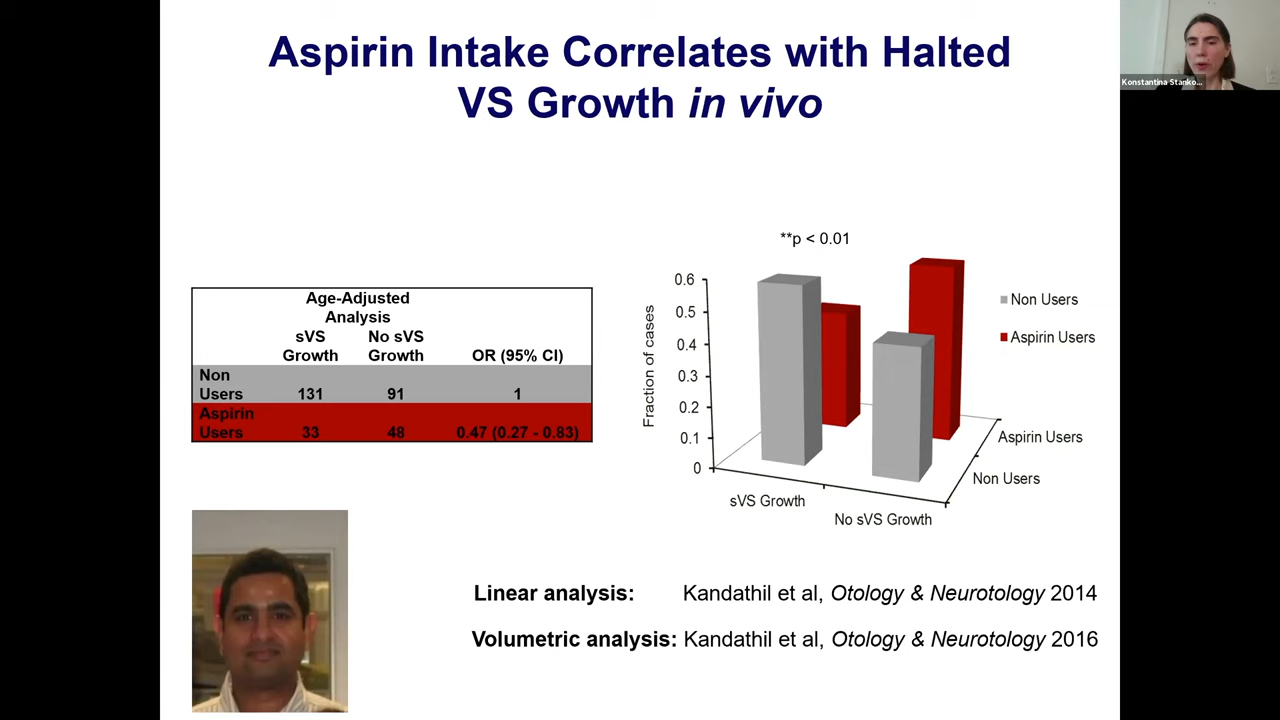 Aspirin Intake Correlates with Halted
VS Growth in vivo
Konstantina Stanko...
Age-Adjusted
Analysis
sVS Growth
No sVS Growth
OR (95% CI)
Non Users 131 91 1
Aspirin Users 33 48 0.47 (0.27 - 0.83)
**p < 0.01
Fraction of cases
0.6
0.5
0.4
0.3
0.2
0.1
0
sVS Growth
No sVS Growth
Non Users
Aspirin Users
Aspirin Users
Non Users
Linear analysis: Kandathil et al, Otology & Neurotology 2014
Volumetric analysis: Kandathil et al, Otology & Neurotology 2016